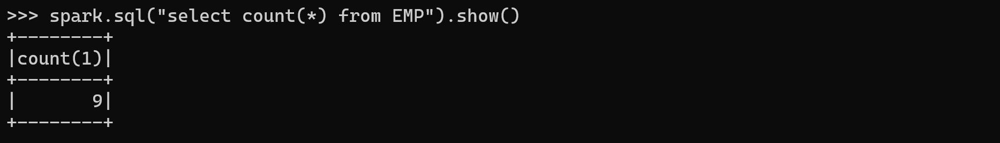 >>> spark.sql("select count(*) from EMP").show()
+--------+
|count(1)|
+--------+
|       9|
+--------+